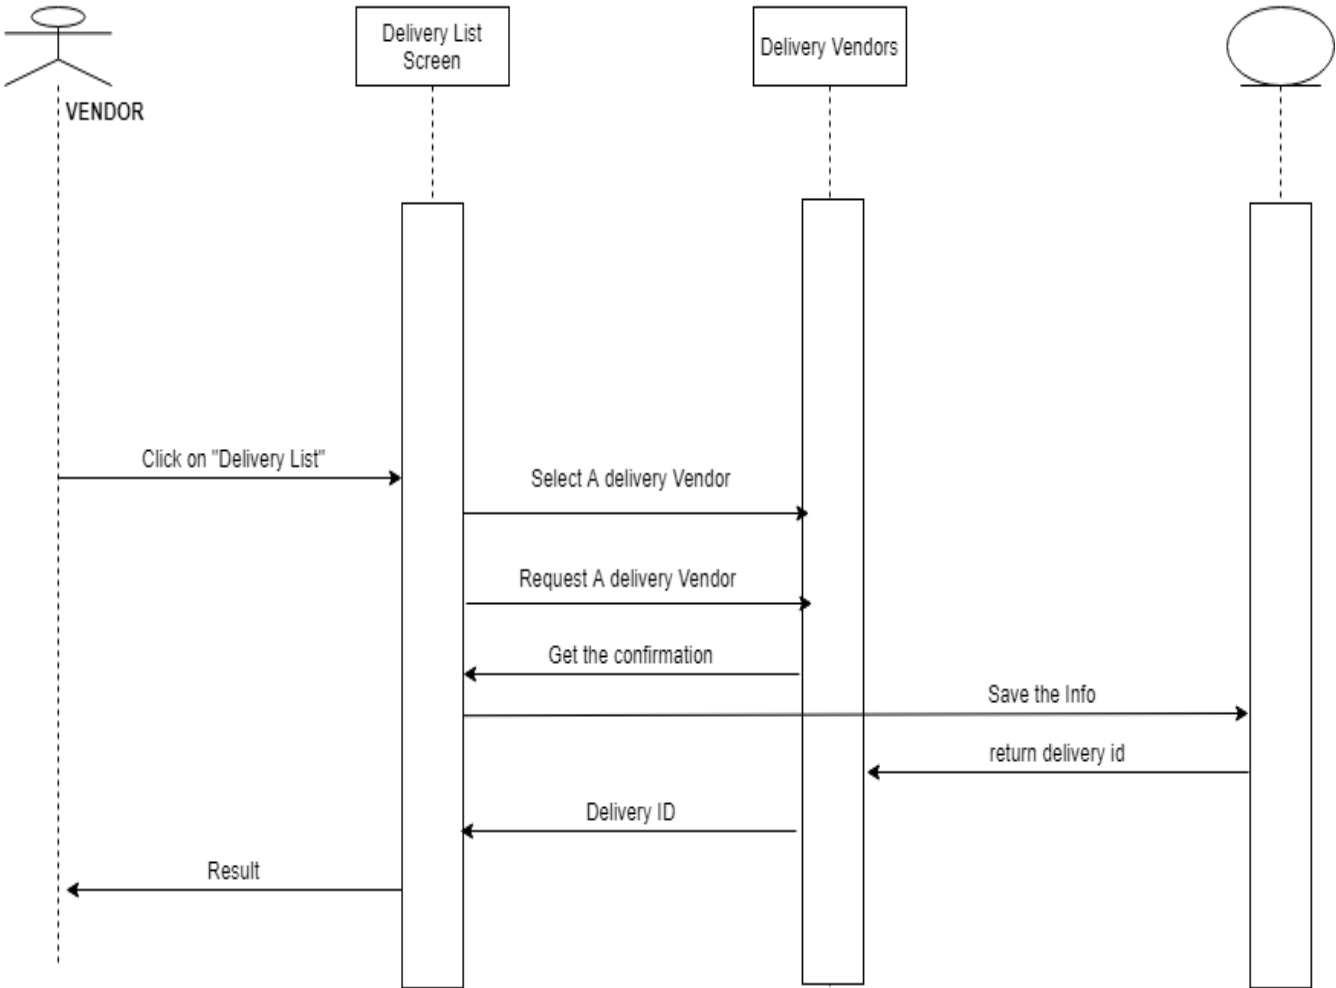 Delivery List
Screen
Delivery Vendors
VENDOR
Click on "Delivery List"
Select A delivery Vendor
Request A delivery Vendor
Get the confirmation
Save the Info
return delivery id
Delivery ID
Result